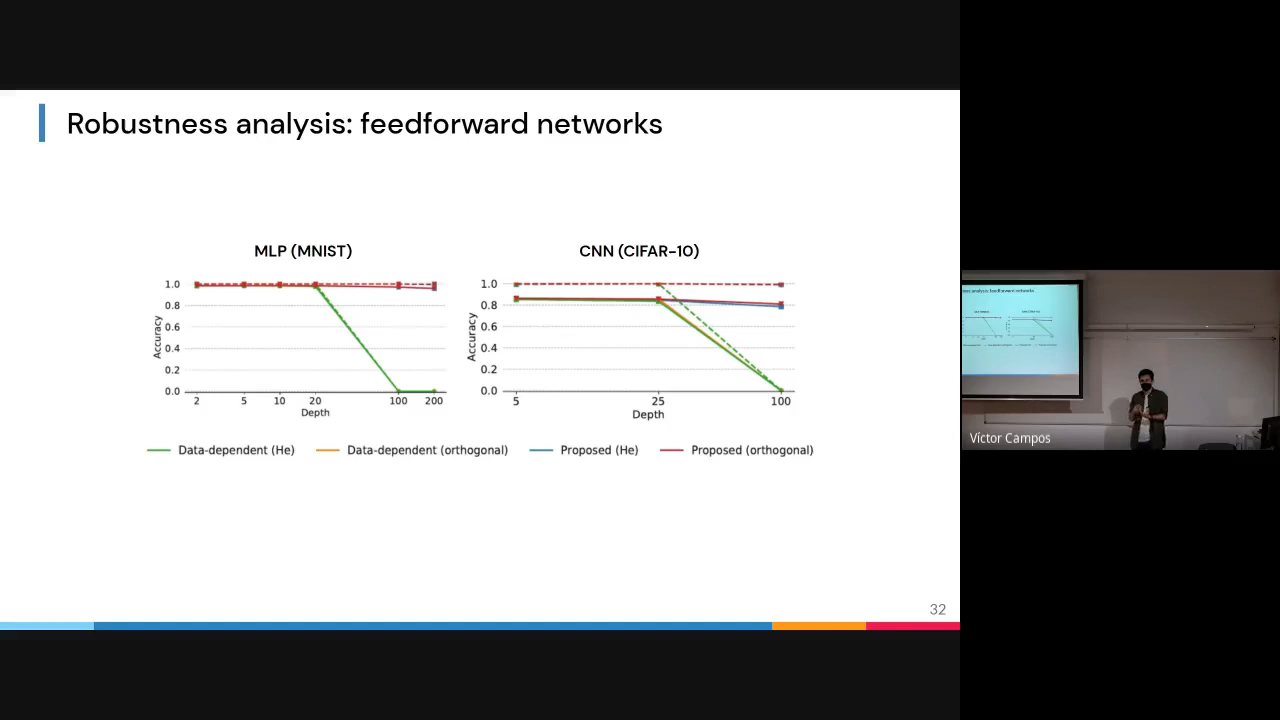 Robustness analysis: feedforward networks
MLP (MNIST)
CNN (CIFAR-10)
1.0
0.8
0.6
0.4
0.2
0.0
Accuracy
2 5 10 20 100 200
Depth
1.0
0.8
0.6
0.4
0.2
0.0
Accuracy
5 25 100
Depth
Data-dependent (He) Data-dependent (orthogonal) Proposed (He) Proposed (orthogonal)
32
Víctor Campos